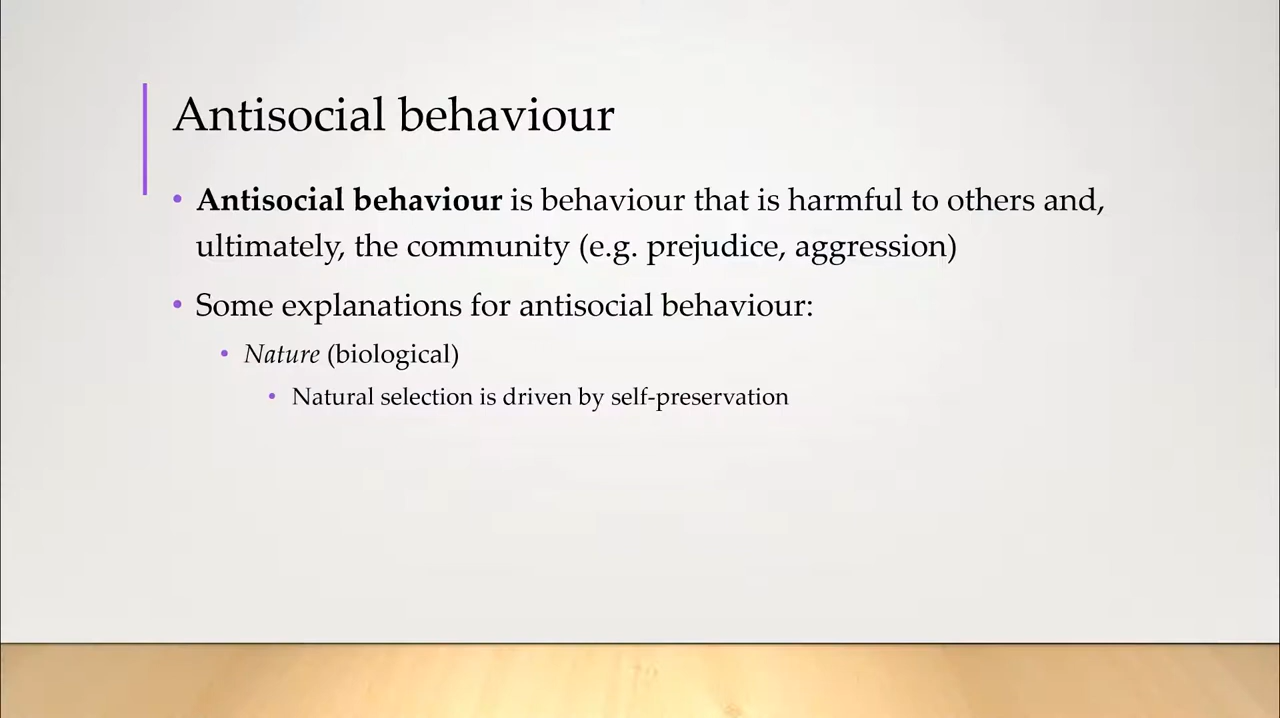 Antisocial behaviour
• Antisocial behaviour is behaviour that is harmful to others and,
ultimately, the community (e.g. prejudice, aggression)
• Some explanations for antisocial behaviour:
• Nature (biological)
• Natural selection is driven by self-preservation